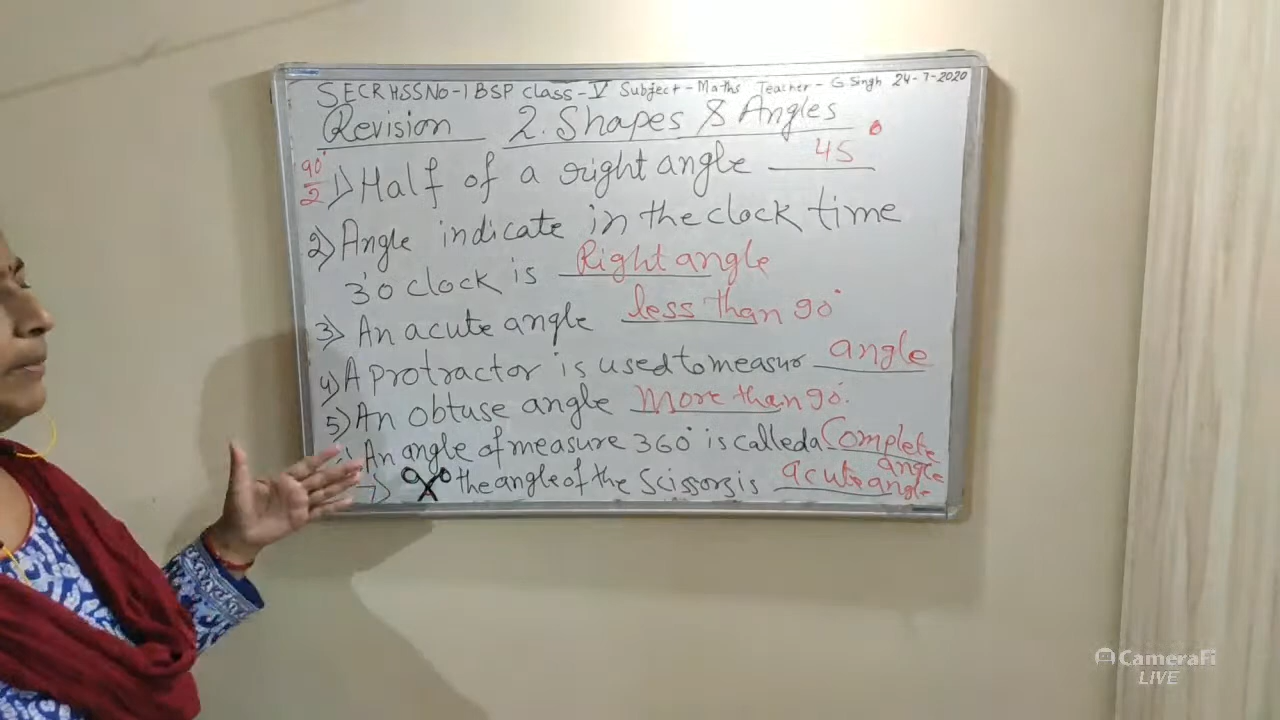 SECR HSS NO-1 BSP Class-V Subject-Maths Teacher-G Singh 24-7-2020
Revision 2. Shapes & Angles
90°/2 1) Half of a right angle 45°
2) Angle indicate in the clock time
3'o clock is Right angle
3) An acute angle less than 90°
4) A protractor is used to measur angle
5) An obtuse angle More than 90°.
An angle of measure 360° is called a Complete angle
7) the angle of the Scissors is acute angle
CameraFi
LIVE